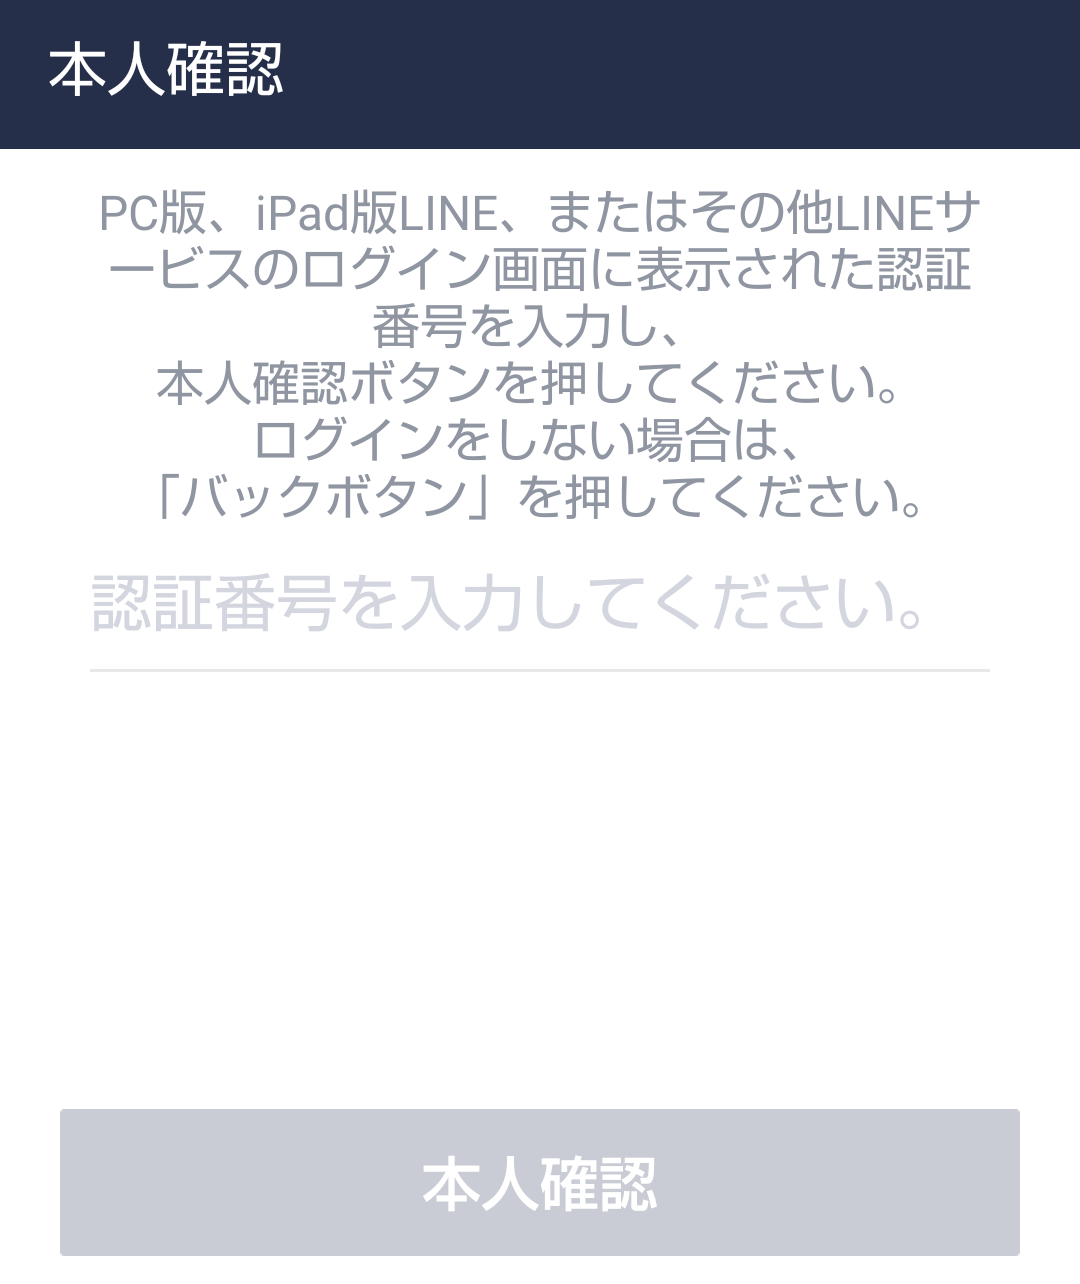 本人確認
PC版、iPad版LINE、またはその他LINEサ
ービスのログイン画面に表示された認証
番号を入力し、
本人確認ボタンを押してください。
ログインをしない場合は、
「バックボタン」を押してください。
認証番号を入力してください。
本人確認